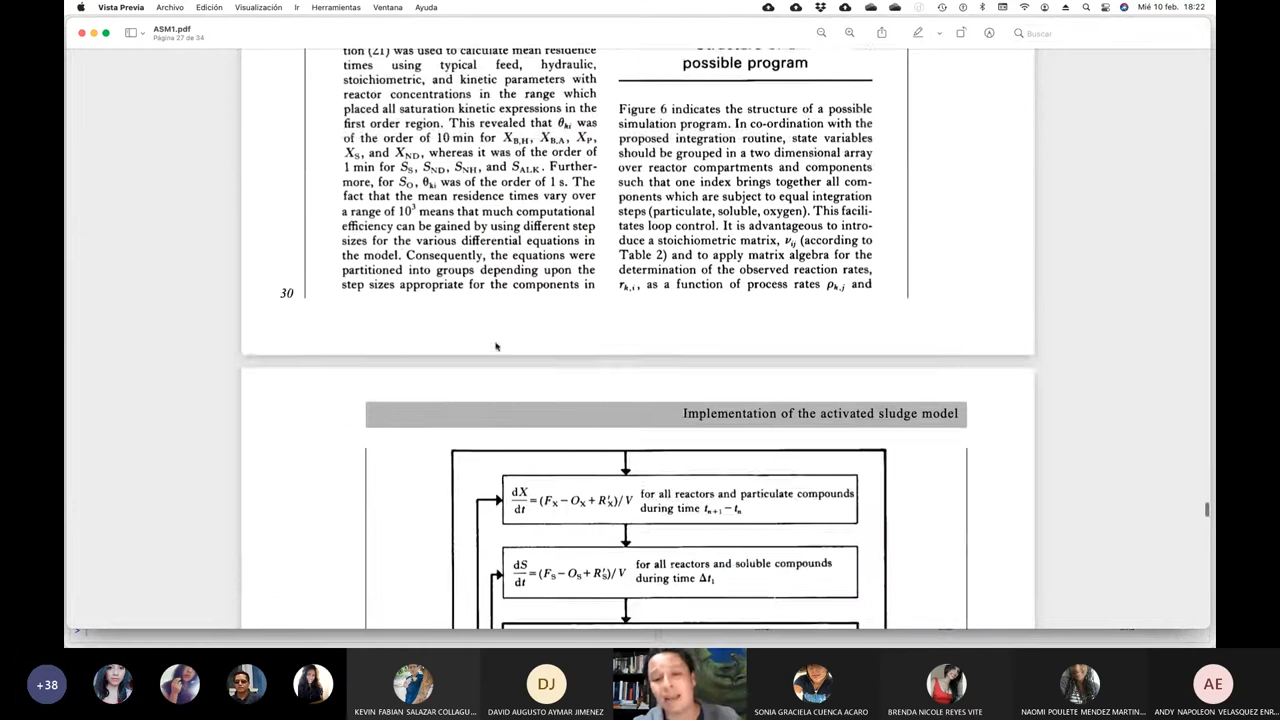 Vista Previa Archivo Edición Visualización Ir Herramientas Ventana Ayuda
Mié 10 feb. 18:22
ASM1.pdf
Página 27 de 34
Buscar
tion (21) was used to calculate mean residence
times using typical feed, hydraulic,
stoichiometric, and kinetic parameters with
reactor concentrations in the range which
placed all saturation kinetic expressions in the
first order region. This revealed that θki was
of the order of 10 min for XB,H, XB,A, XP,
XS, and XND, whereas it was of the order of
1 min for SS, SND, SNH, and SALK. Further-
more, for SO, θki was of the order of 1 s. The
fact that the mean residence times vary over
a range of 10³ means that much computational
efficiency can be gained by using different step
sizes for the various differential equations in
the model. Consequently, the equations were
partitioned into groups depending upon the
step sizes appropriate for the components in
30
possible program
Figure 6 indicates the structure of a possible
simulation program. In co-ordination with the
proposed integration routine, state variables
should be grouped in a two dimensional array
over reactor compartments and components
such that one index brings together all com-
ponents which are subject to equal integration
steps (particulate, soluble, oxygen). This facili-
tates loop control. It is advantageous to intro-
duce a stoichiometric matrix, νij (according to
Table 2) and to apply matrix algebra for the
determination of the observed reaction rates,
rk,i, as a function of process rates ρk,j and
Implementation of the activated sludge model
dX/dt = (FX − OX + R′X)/V for all reactors and particulate compounds
during time tn+1 − tn
dS/dt = (FS − OS + R′S)/V for all reactors and soluble compounds
during time Δt1
+38
KEVIN FABIAN SALAZAR COLLAGU...
DJ
DAVID AUGUSTO AYMAR JIMENEZ
SONIA GRACIELA CUENCA ACARO
BRENDA NICOLE REYES VITE
NAOMI POULETE MENDEZ MARTIN...
AE
ANDY NAPOLEON VELASQUEZ ENR...